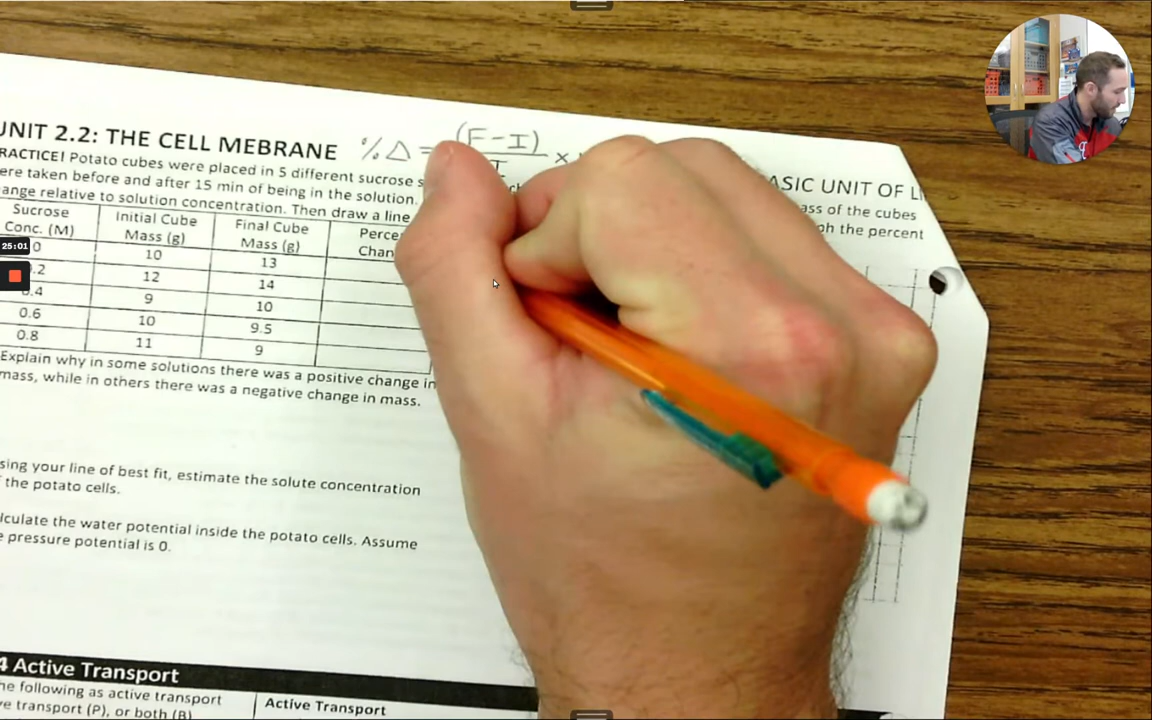 UNIT 2.2: THE CELL MEBRANE %Δ = (F-I) ×
ASIC UNIT OF
RACTICE! Potato cubes were placed in 5 different sucrose s
ass of the cubes
ere taken before and after 15 min of being in the solution.
ph the percent
ange relative to solution concentration. Then draw a line
Sucrose Conc. (M) Initial Cube Mass (g) Final Cube Mass (g) Perce Chan
0 10 13
.2 12 14
0.4 9 10
0.6 10 9.5
0.8 11 9
25:01
Explain why in some solutions there was a positive change in
mass, while in others there was a negative change in mass.
sing your line of best fit, estimate the solute concentration
the potato cells.
lculate the water potential inside the potato cells. Assume
e pressure potential is 0.
4 Active Transport
he following as active transport
ve transport (P), or both (B)
Active Transport